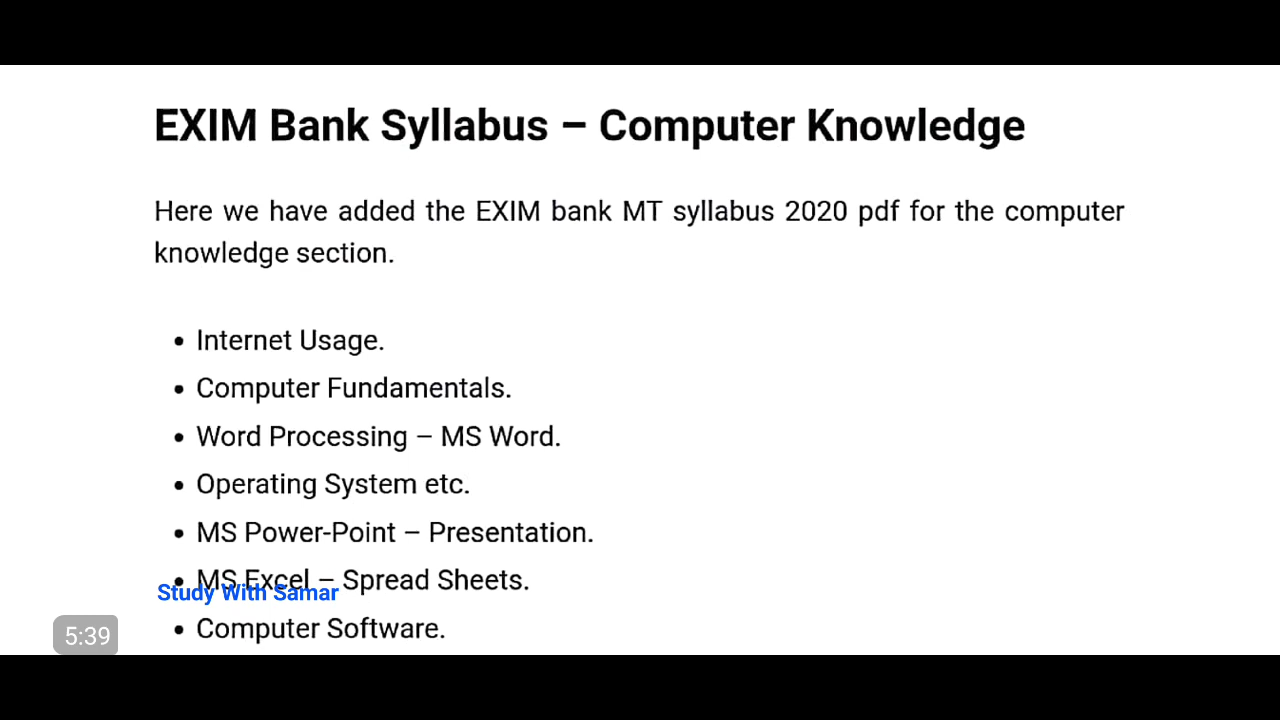 EXIM Bank Syllabus – Computer Knowledge
Here we have added the EXIM bank MT syllabus 2020 pdf for the computer
knowledge section.
• Internet Usage.
• Computer Fundamentals.
• Word Processing – MS Word.
• Operating System etc.
• MS Power-Point – Presentation.
• MS Excel – Spread Sheets.
Study With Samar
• Computer Software.
5:39